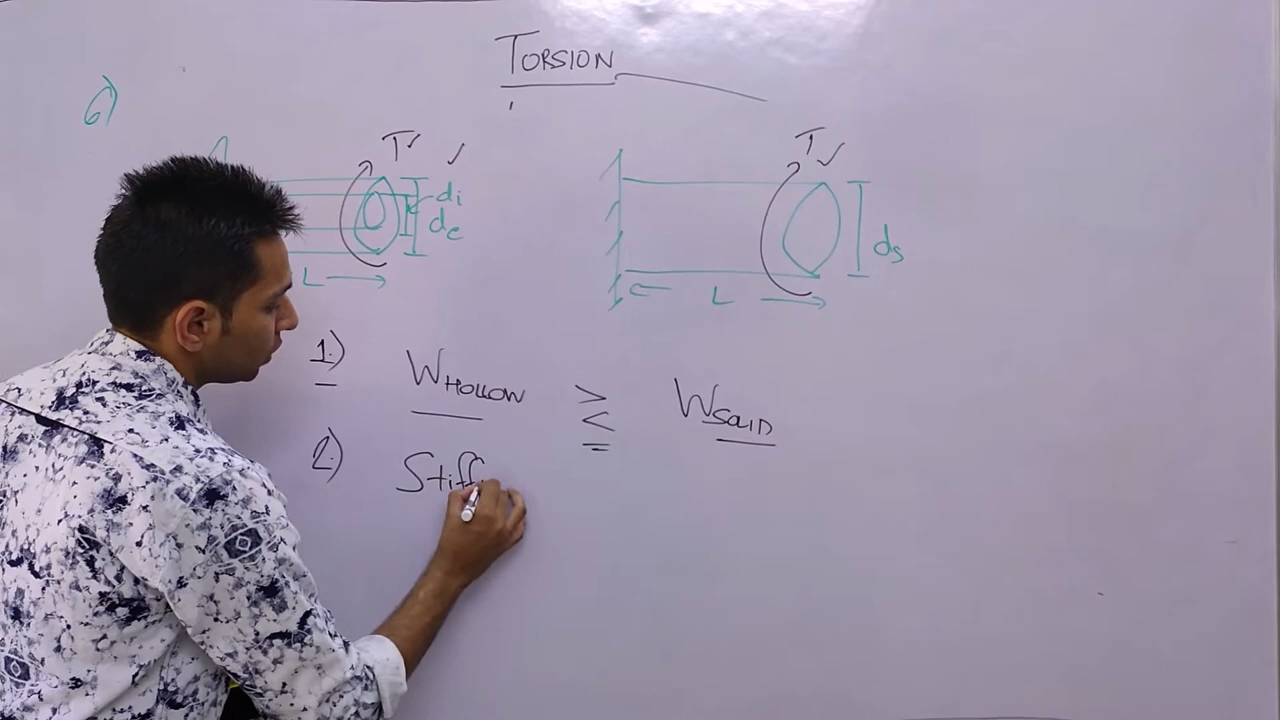 TORSION
6)
T
di
de
L
T
ds
L
1.) WHOLLOW > < = WSOLID
2.) Stiff